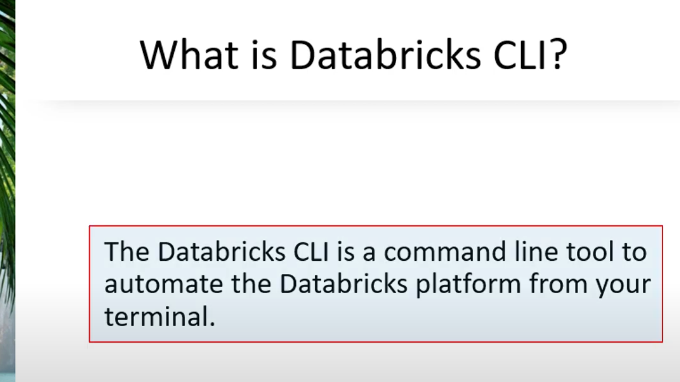 What is Databricks CLI?
The Databricks CLI is a command line tool to
automate the Databricks platform from your
terminal.